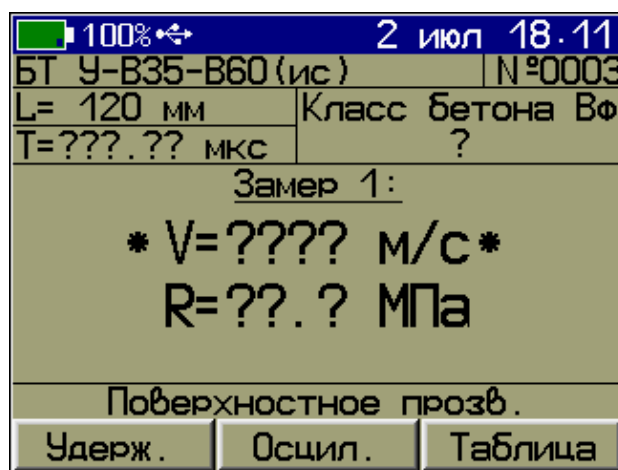 100% 2 июл 18·11
БТ У-В35-В60(ис) №0003
L= 120 мм Класс бетона Вф
T=???.?? мкс ?
Замер 1:
* V=???? м/с*
R=??.? МПа
Поверхностное прозв.
Удерж. Осцил. Таблица